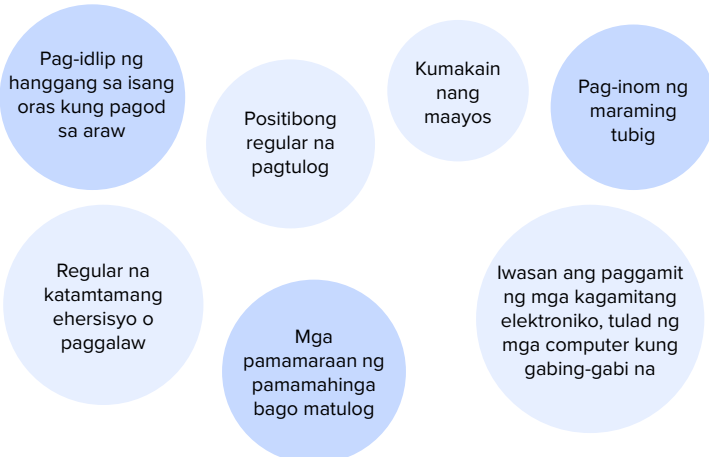 Pag-idlip ng
hanggang sa isang
oras kung pagod
sa araw
Positibong
regular na
pagtulog
Kumakain
nang
maayos
Pag-inom ng
maraming
tubig
Regular na
katamtamang
ehersisyo o
paggalaw
Mga
pamamaraan ng
pamamahinga
bago matulog
Iwasan ang paggamit
ng mga kagamitang
elektroniko, tulad ng
mga computer kung
gabing-gabi na